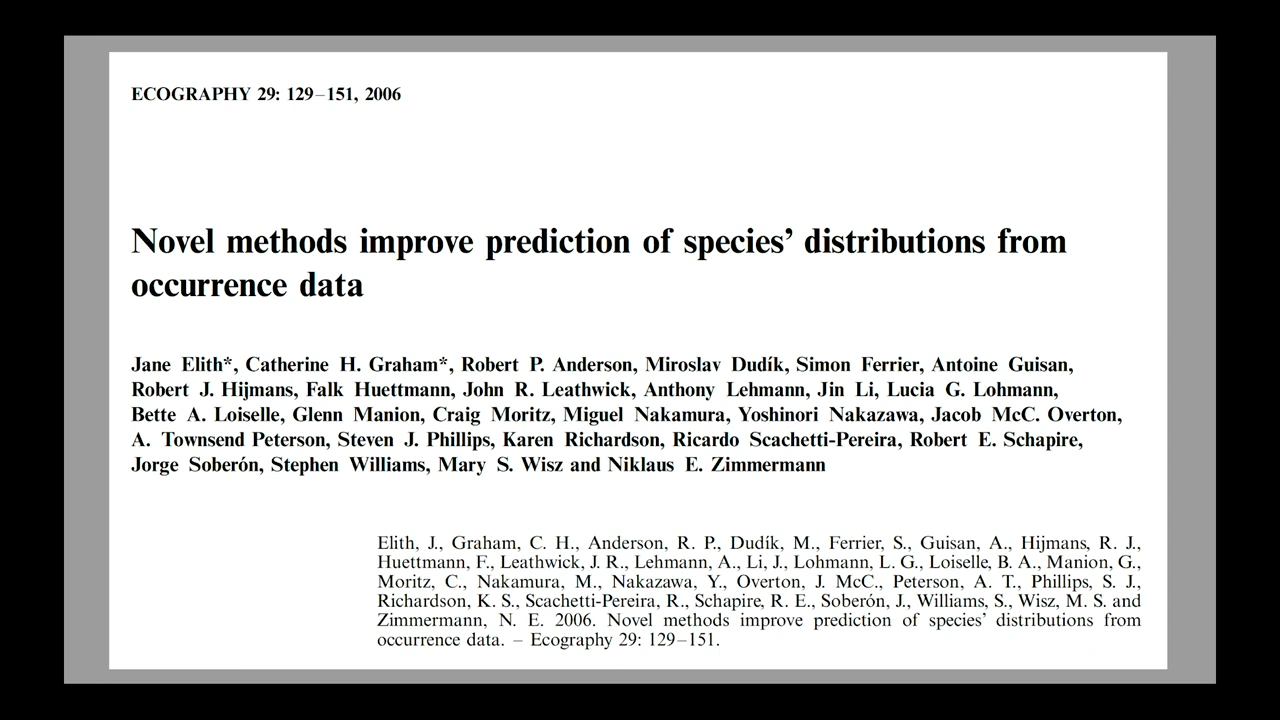 ECOGRAPHY 29: 129–151, 2006
Novel methods improve prediction of species’ distributions from
occurrence data
Jane Elith*, Catherine H. Graham*, Robert P. Anderson, Miroslav Dudík, Simon Ferrier, Antoine Guisan,
Robert J. Hijmans, Falk Huettmann, John R. Leathwick, Anthony Lehmann, Jin Li, Lucia G. Lohmann,
Bette A. Loiselle, Glenn Manion, Craig Moritz, Miguel Nakamura, Yoshinori Nakazawa, Jacob McC. Overton,
A. Townsend Peterson, Steven J. Phillips, Karen Richardson, Ricardo Scachetti-Pereira, Robert E. Schapire,
Jorge Soberón, Stephen Williams, Mary S. Wisz and Niklaus E. Zimmermann
Elith, J., Graham, C. H., Anderson, R. P., Dudík, M., Ferrier, S., Guisan, A., Hijmans, R. J.,
Huettmann, F., Leathwick, J. R., Lehmann, A., Li, J., Lohmann, L. G., Loiselle, B. A., Manion, G.,
Moritz, C., Nakamura, M., Nakazawa, Y., Overton, J. McC., Peterson, A. T., Phillips, S. J.,
Richardson, K. S., Scachetti-Pereira, R., Schapire, R. E., Soberón, J., Williams, S., Wisz, M. S. and
Zimmermann, N. E. 2006. Novel methods improve prediction of species’ distributions from
occurrence data. – Ecography 29: 129–151.